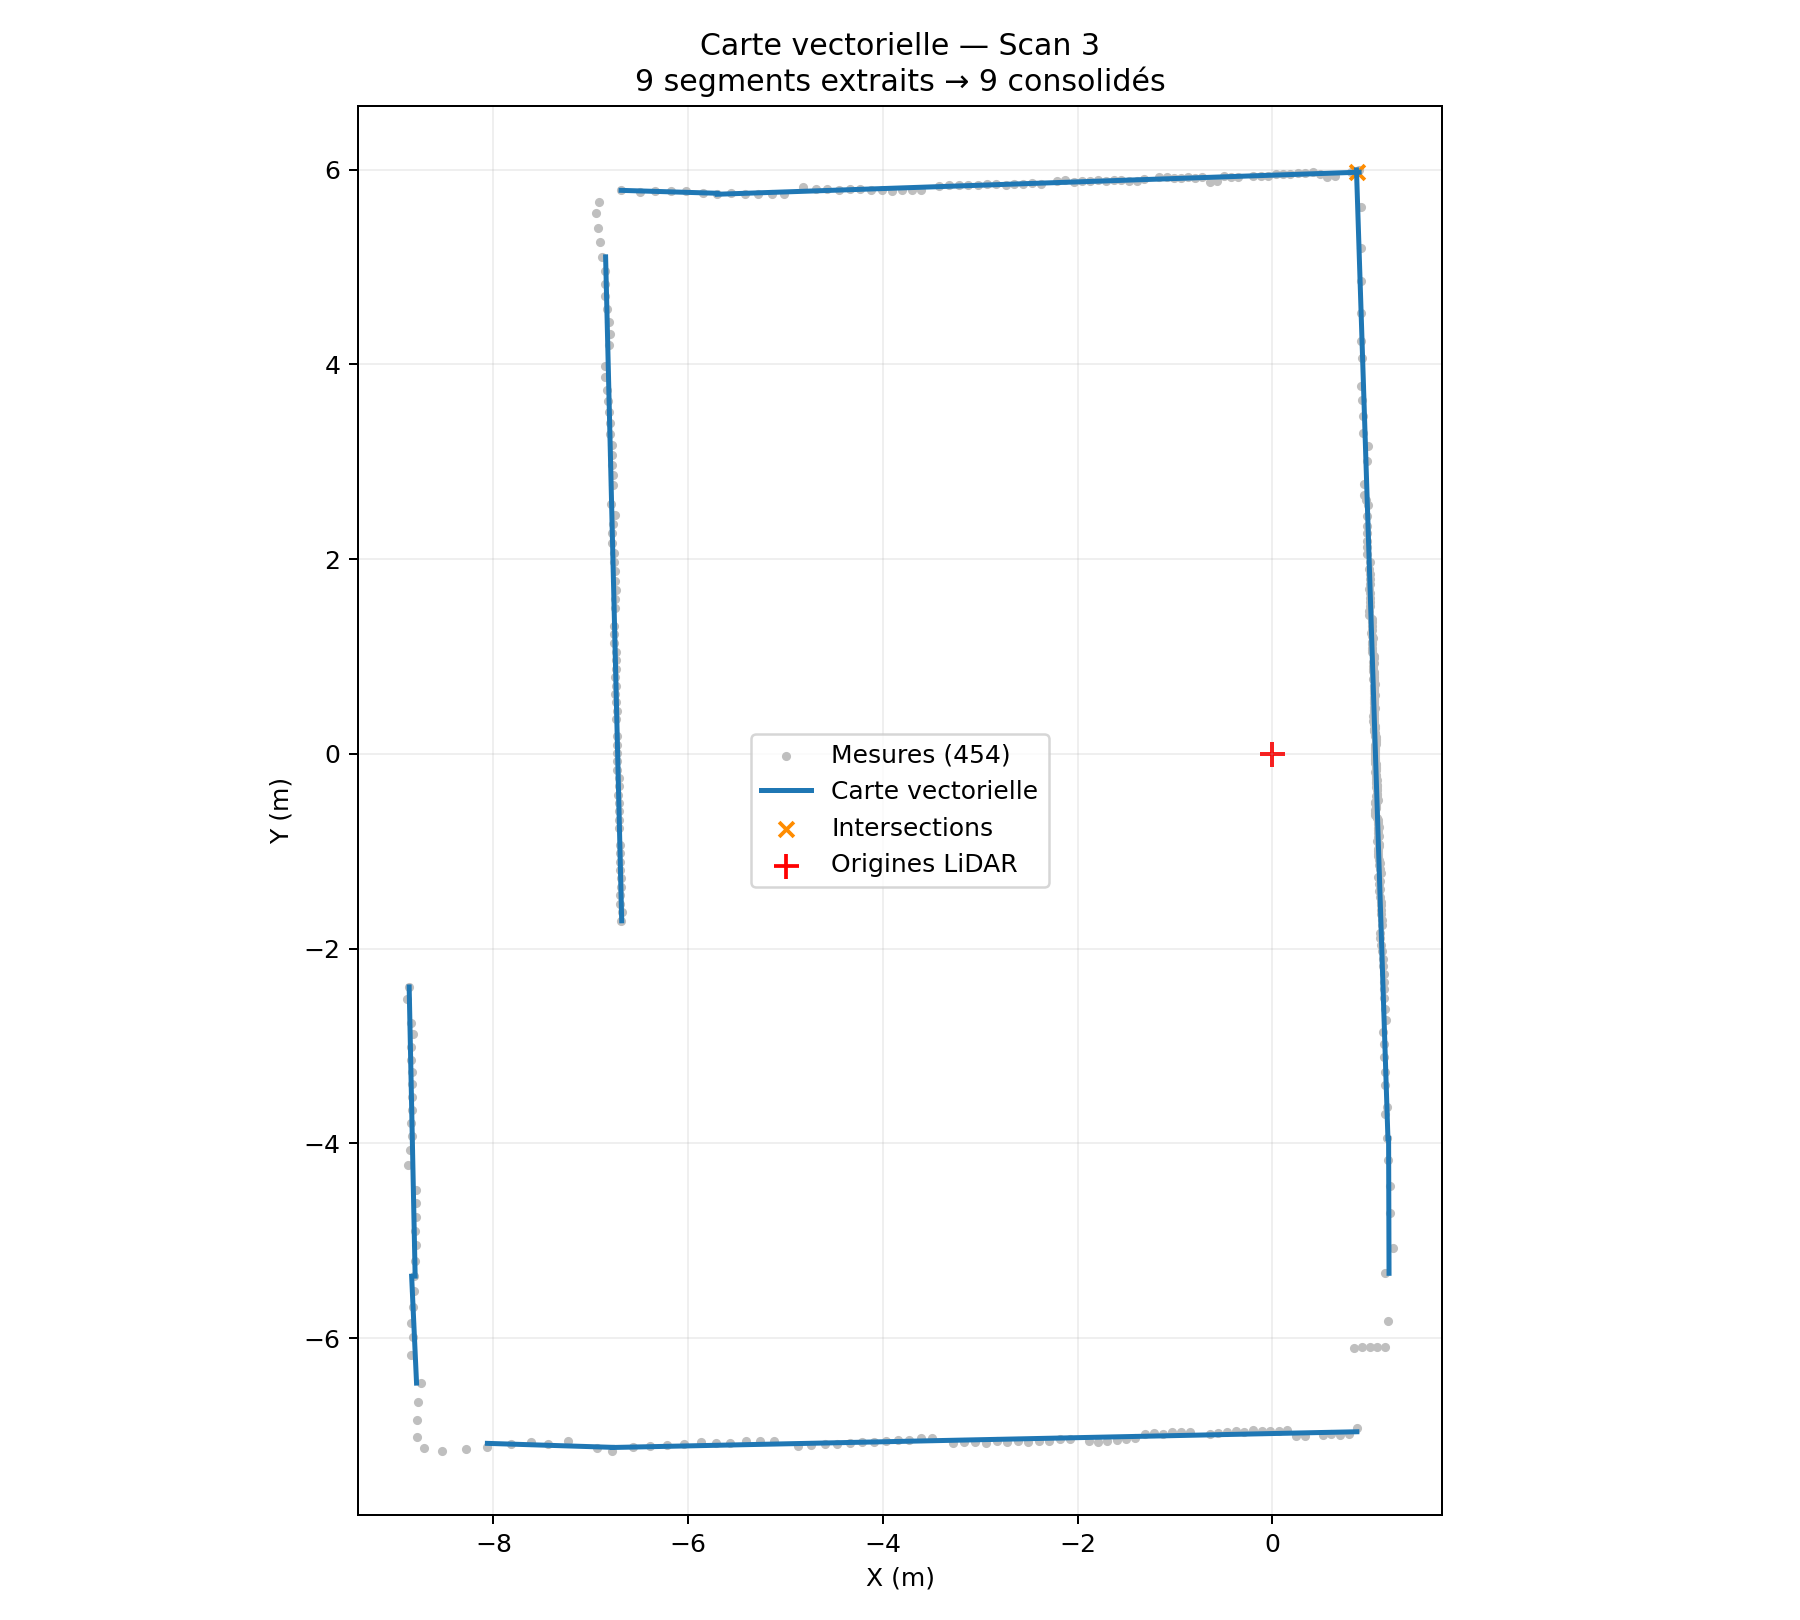 Carte vectorielle — Scan 3
9 segments extraits → 9 consolidés
6
4
2
0
−2
−4
−6
Y (m)
Mesures (454)
Carte vectorielle
Intersections
Origines LiDAR
−8
−6
−4
−2
0
X (m)